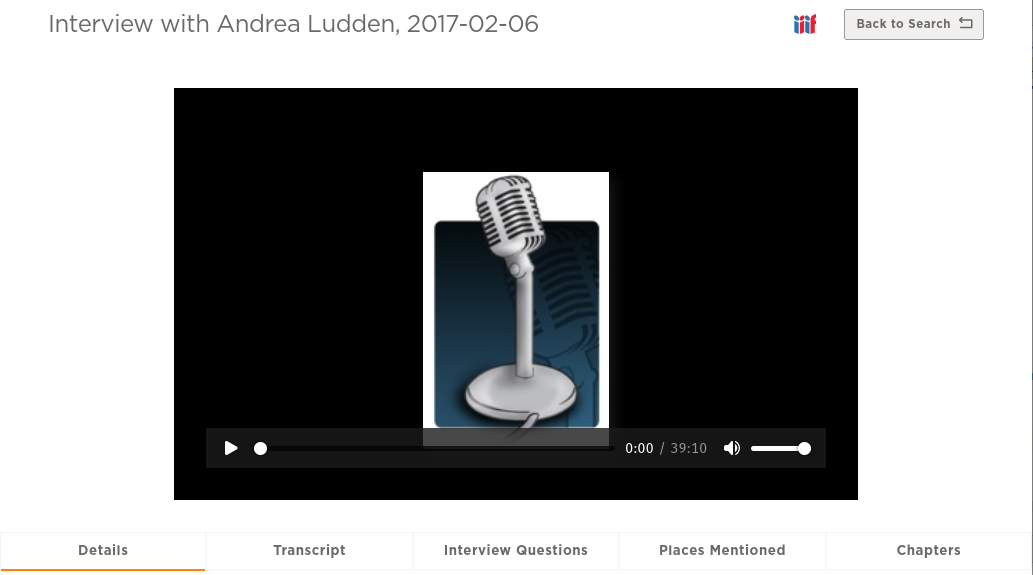 Interview with Andrea Ludden, 2017-02-06
iiif
Back to Search
0:00 / 39:10
Details
Transcript
Interview Questions
Places Mentioned
Chapters